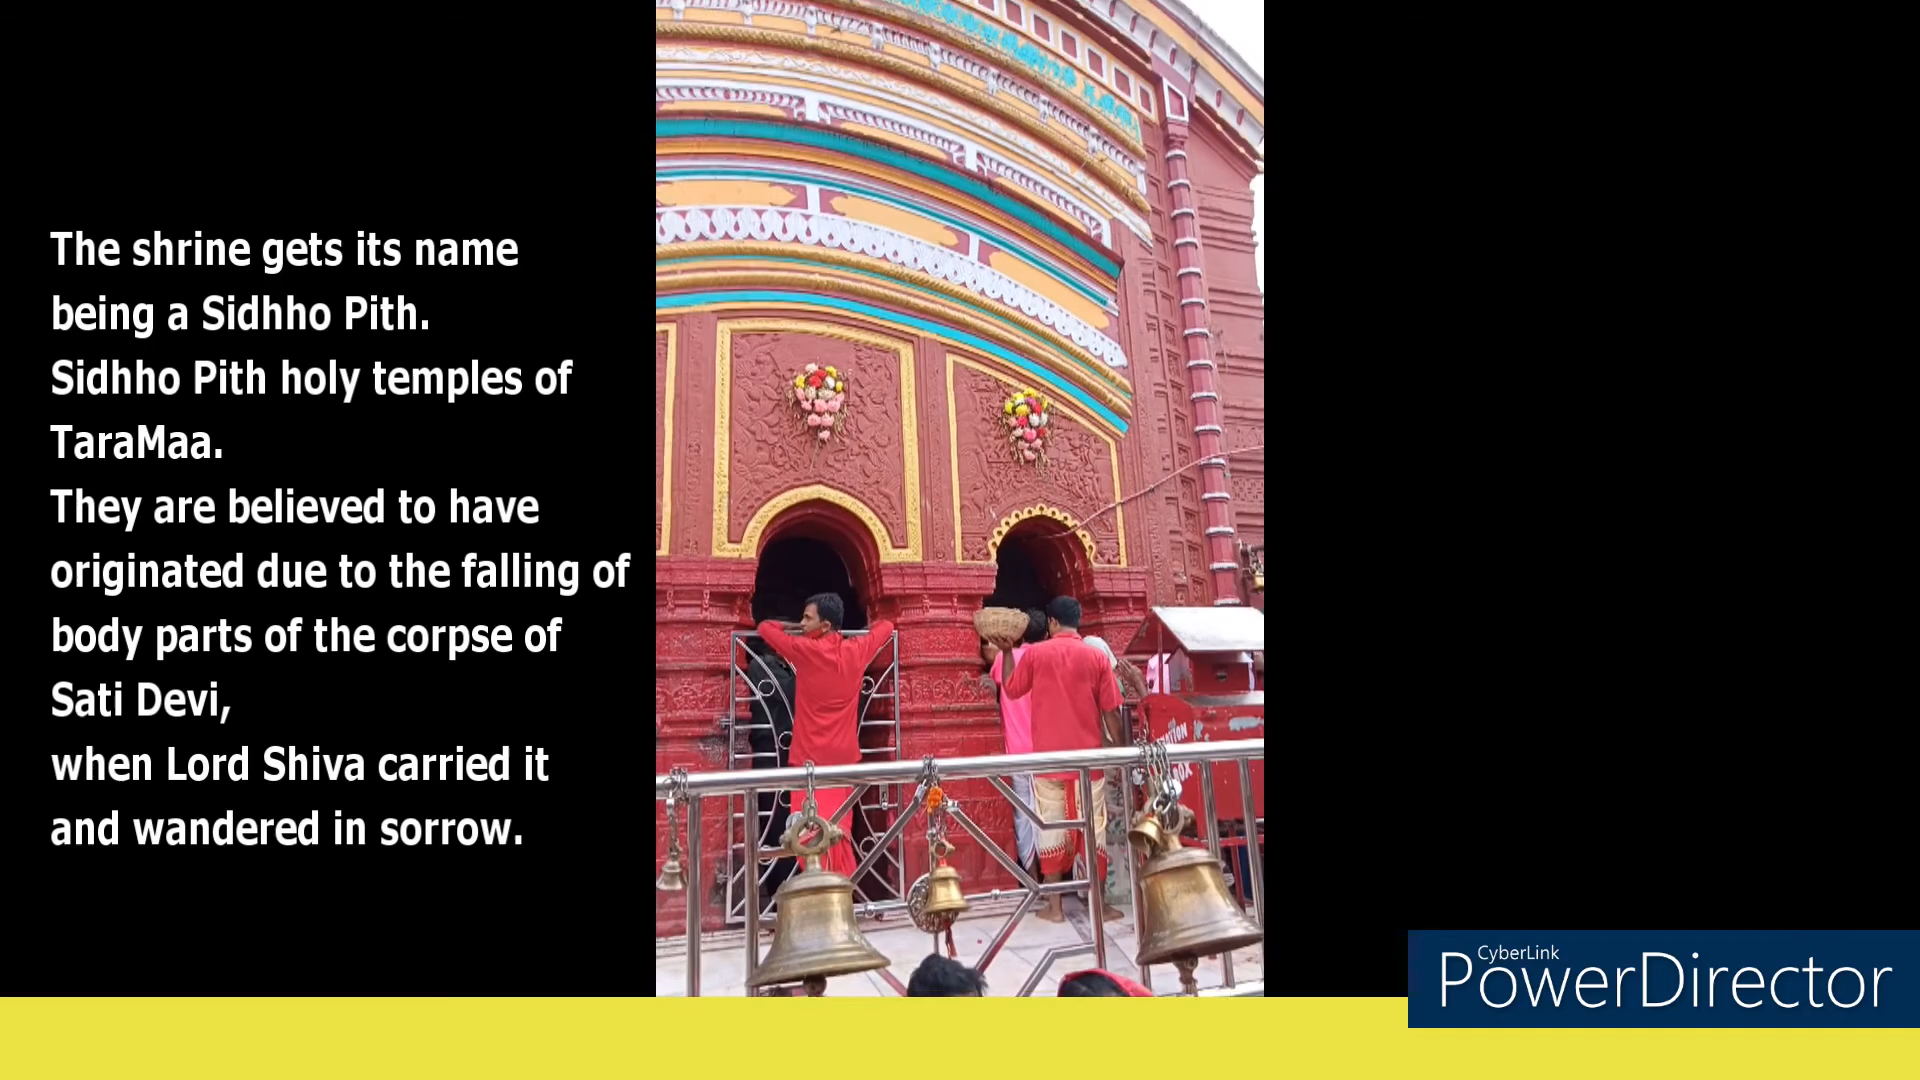 The shrine gets its name
being a Sidhho Pith.
Sidhho Pith holy temples of
TaraMaa.
They are believed to have
originated due to the falling of
body parts of the corpse of
Sati Devi,
when Lord Shiva carried it
and wandered in sorrow.
BOX
CyberLink
PowerDirector